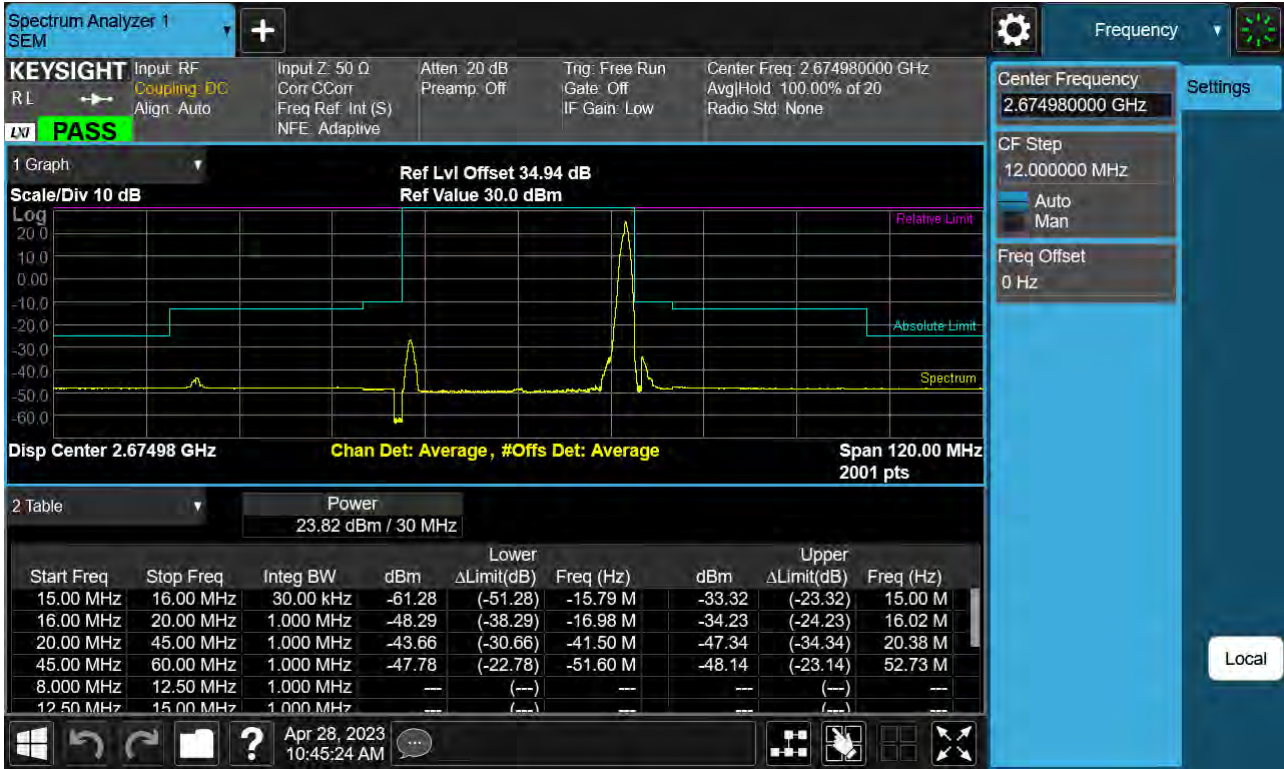 Spectrum Analyzer 1
SEM
Frequency
KEYSIGHT
Input: RF
Coupling: DC
Align: Auto
Input Z: 50 Ω
Corr CCorr
Freq Ref: Int (S)
NFE: Adaptive
Atten: 20 dB
Preamp: Off
Trig: Free Run
Gate: Off
IF Gain: Low
Center Freq: 2.674980000 GHz
Avg|Hold: 100.00% of 20
Radio Std: None
RL
LXI PASS
Center Frequency
2.674980000 GHz
Settings
CF Step
12.000000 MHz
Auto
Man
Freq Offset
0 Hz
1 Graph
Ref Lvl Offset 34.94 dB
Scale/Div 10 dB
Ref Value 30.0 dBm
Log
20.0
10.0
0.00
-10.0
-20.0
-30.0
-40.0
-50.0
-60.0
Relative Limit
Absolute Limit
Spectrum
Disp Center 2.67498 GHz
Chan Det: Average, #Offs Det: Average
Span 120.00 MHz
2001 pts
2 Table
Power
23.82 dBm / 30 MHz
Lower Upper
Start Freq Stop Freq Integ BW dBm ΔLimit(dB) Freq (Hz) dBm ΔLimit(dB) Freq (Hz)
15.00 MHz 16.00 MHz 30.00 kHz -61.28 (-51.28) -15.79 M -33.32 (-23.32) 15.00 M
16.00 MHz 20.00 MHz 1.000 MHz -48.29 (-38.29) -16.98 M -34.23 (-24.23) 16.02 M
20.00 MHz 45.00 MHz 1.000 MHz -43.66 (-30.66) -41.50 M -47.34 (-34.34) 20.38 M
45.00 MHz 60.00 MHz 1.000 MHz -47.78 (-22.78) -51.60 M -48.14 (-23.14) 52.73 M
8.000 MHz 12.50 MHz 1.000 MHz --- (---) --- --- (---) ---
12.50 MHz 15.00 MHz 1.000 MHz --- (---) --- --- (---) ---
Local
?
Apr 28, 2023
10:45:24 AM